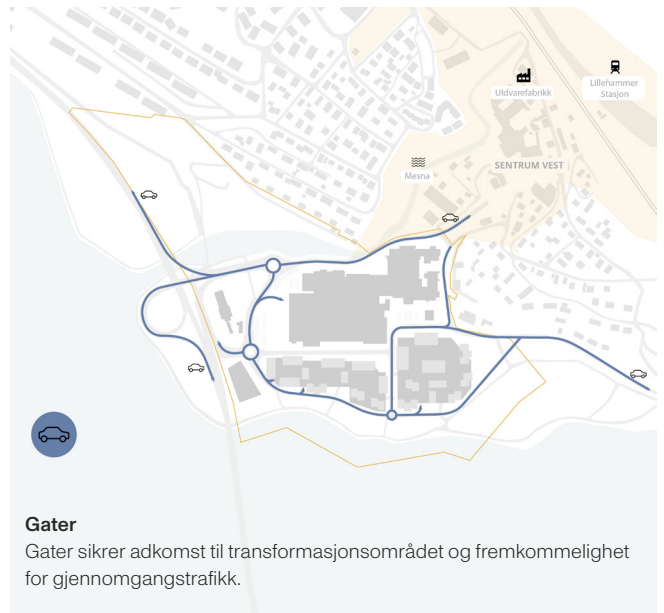 Uldvarefabrikk
Lillehammer
Stasjon
SENTRUM VEST
Mesna
Gater
Gater sikrer adkomst til transformasjonsområdet og fremkommelighet
for gjennomgangstrafikk.